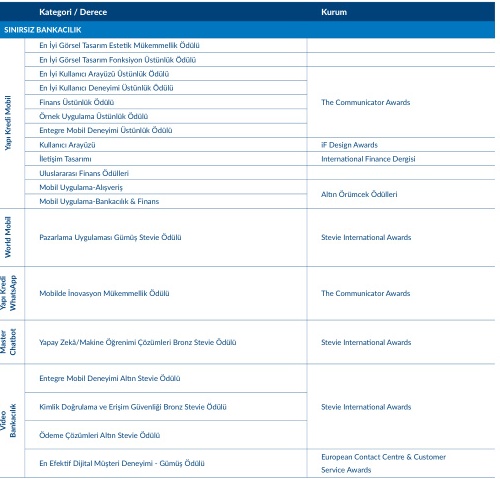 Kategori / Derece Kurum
SINIRSIZ BANKACILIK
Yapı Kredi Mobil
En İyi Görsel Tasarım Estetik Mükemmellik Ödülü
En İyi Görsel Tasarım Fonksiyon Üstünlük Ödülü
En İyi Kullanıcı Arayüzü Üstünlük Ödülü
En İyi Kullanıcı Deneyimi Üstünlük Ödülü
Finans Üstünlük Ödülü
The Communicator Awards
Örnek Uygulama Üstünlük Ödülü
Entegre Mobil Deneyimi Üstünlük Ödülü
Kullanıcı Arayüzü iF Design Awards
İletişim Tasarımı International Finance Dergisi
Uluslararası Finans Ödülleri
Mobil Uygulama-Alışveriş
Altın Örümcek Ödülleri
Mobil Uygulama-Bankacılık & Finans
World Mobil
Pazarlama Uygulaması Gümüş Stevie Ödülü Stevie International Awards
Yapı Kredi
WhatsApp
Mobilde İnovasyon Mükemmellik Ödülü The Communicator Awards
Master
Chatbot
Yapay Zekâ/Makine Öğrenimi Çözümleri Bronz Stevie Ödülü Stevie International Awards
Video
Bankacılık
Entegre Mobil Deneyimi Altın Stevie Ödülü
Kimlik Doğrulama ve Erişim Güvenliği Bronz Stevie Ödülü Stevie International Awards
Ödeme Çözümleri Altın Stevie Ödülü
En Efektif Dijital Müşteri Deneyimi - Gümüş Ödülü European Contact Centre & Customer
Service Awards